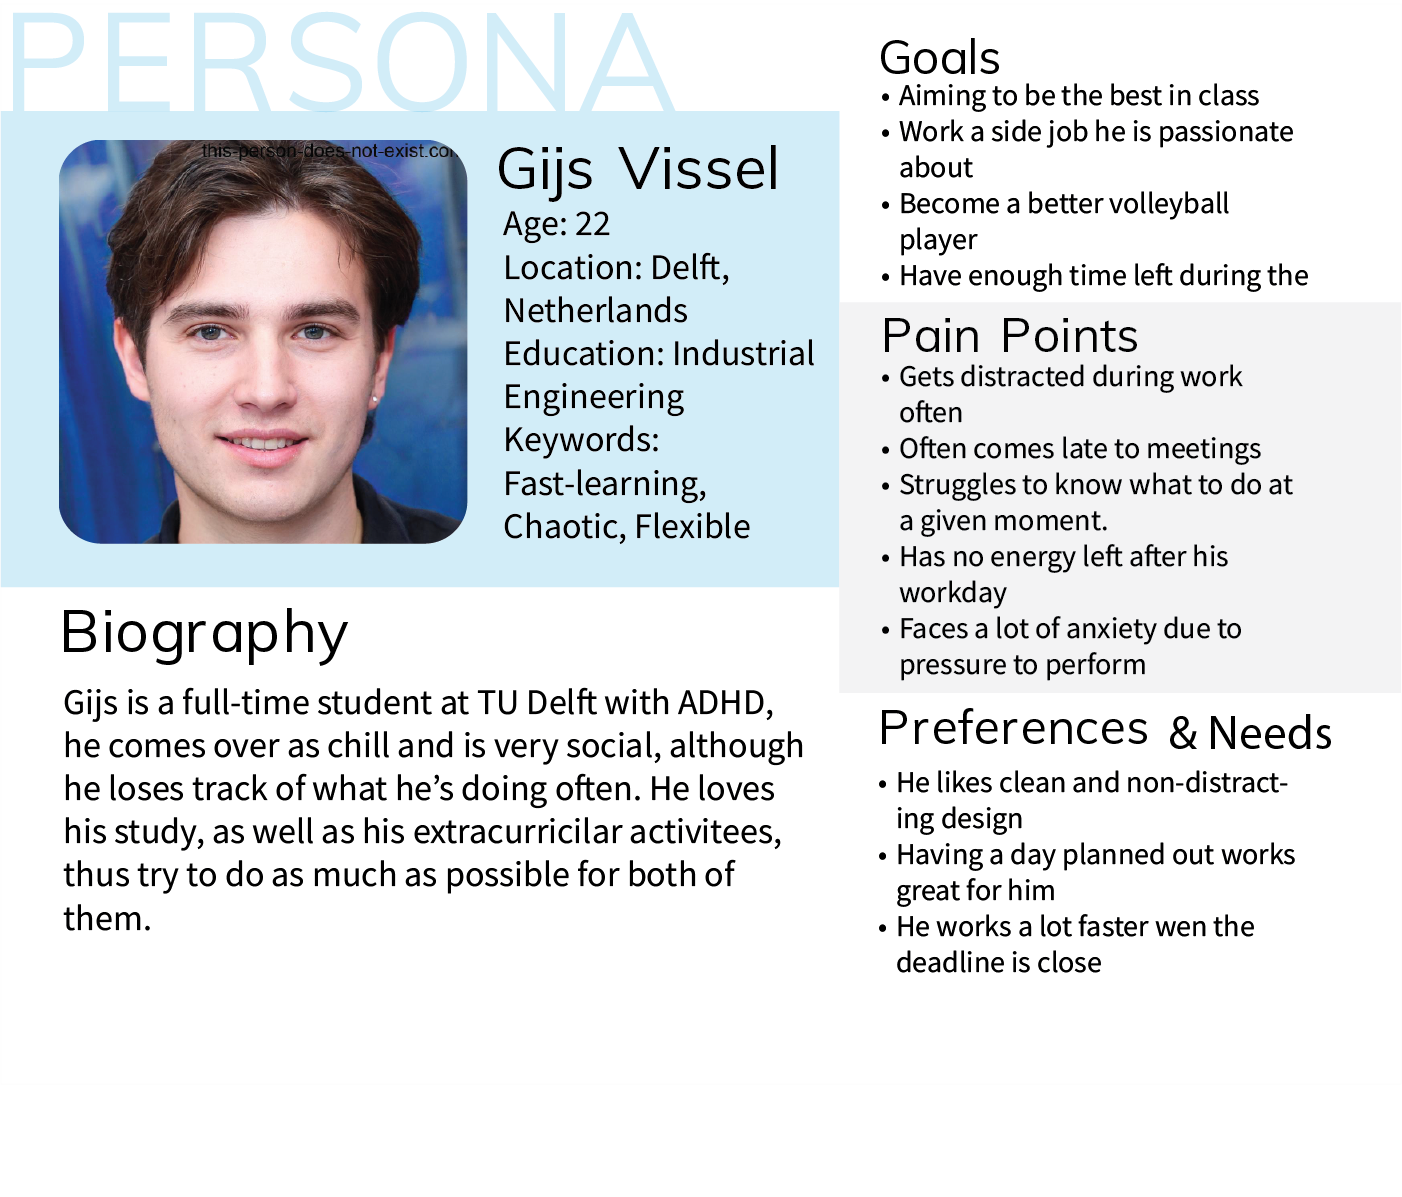 PERSONA
this-person-does-not-exist.com
Gijs Vissel
Age: 22
Location: Delft,
Netherlands
Education: Industrial
Engineering
Keywords:
Fast-learning,
Chaotic, Flexible
Biography
Gijs is a full-time student at TU Delft with ADHD,
he comes over as chill and is very social, although
he loses track of what he’s doing often. He loves
his study, as well as his extracurricilar activitees,
thus try to do as much as possible for both of
them.
Goals
• Aiming to be the best in class
• Work a side job he is passionate
about
• Become a better volleyball
player
• Have enough time left during the
Pain Points
• Gets distracted during work
often
• Often comes late to meetings
• Struggles to know what to do at
a given moment.
• Has no energy left after his
workday
• Faces a lot of anxiety due to
pressure to perform
Preferences & Needs
• He likes clean and non-distract-
ing design
• Having a day planned out works
great for him
• He works a lot faster wen the
deadline is close